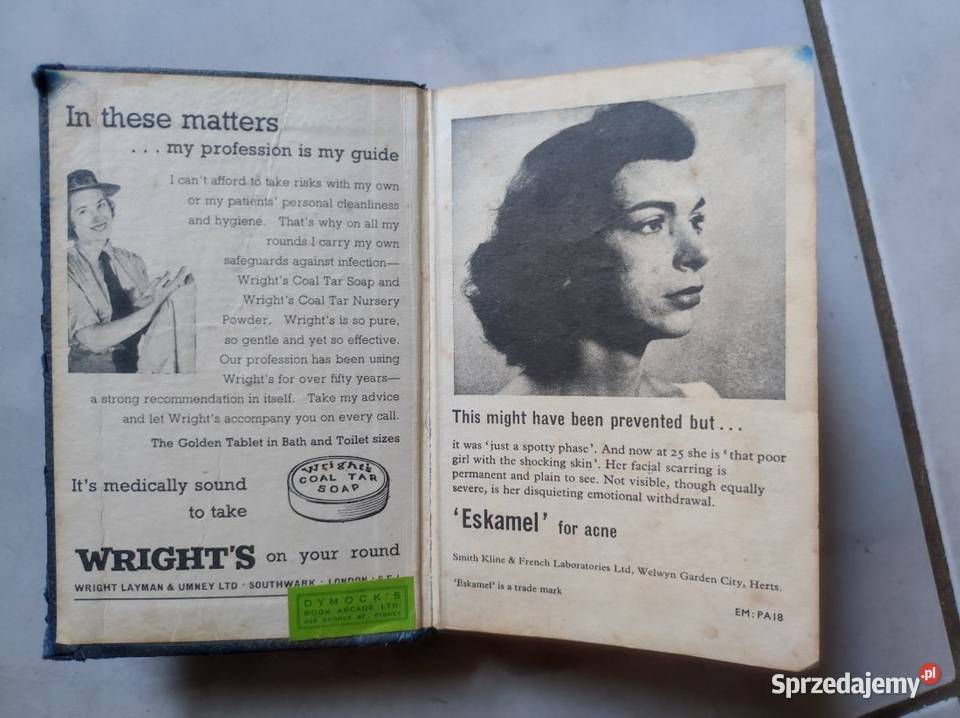 In these matters
. . . my profession is my guide
I can't afford to take risks with my own
or my patients' personal cleanliness
and hygiene. That's why on all my
rounds I carry my own
safeguards against infection—
Wright's Coal Tar Soap and
Wright's Coal Tar Nursery
Powder. Wright's is so pure,
so gentle and yet so effective.
Our profession has been using
Wright's for over fifty years—
a strong recommendation in itself. Take my advice
and let Wright's accompany you on every call.
The Golden Tablet in Bath and Toilet sizes
It's medically sound
to take
Wright's
COAL TAR
SOAP
WRIGHT'S on your round
WRIGHT LAYMAN & UMNEY LTD · SOUTHWARK · LONDON · S.E.1
DYMOCK'S
BOOK ARCADE LTD.
424 GEORGE ST. SYDNEY
This might have been prevented but . . .
it was 'just a spotty phase'. And now at 25 she is 'that poor
girl with the shocking skin'. Her facial scarring is
permanent and plain to see. Not visible, though equally
severe, is her disquieting emotional withdrawal.
'Eskamel' for acne
Smith Kline & French Laboratories Ltd, Welwyn Garden City, Herts.
'Eskamel' is a trade mark
EM: PA18
Sprzedajemy.pl